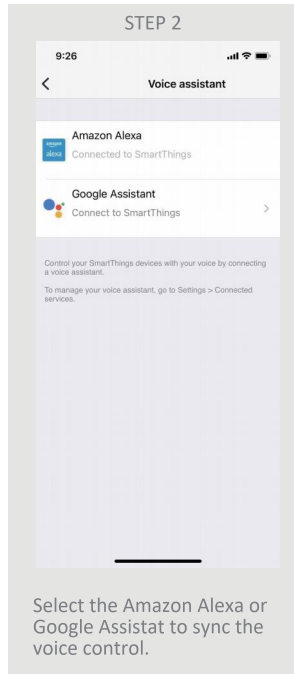 STEP 2
9:26
Voice assistant
amazon
alexa
Amazon Alexa
Connected to SmartThings
Google Assistant
Connect to SmartThings
Control your SmartThings devices with your voice by connecting
a voice assistant.
To manage your voice assistant, go to Settings > Connected
services.
Select the Amazon Alexa or
Google Assistat to sync the
voice control.